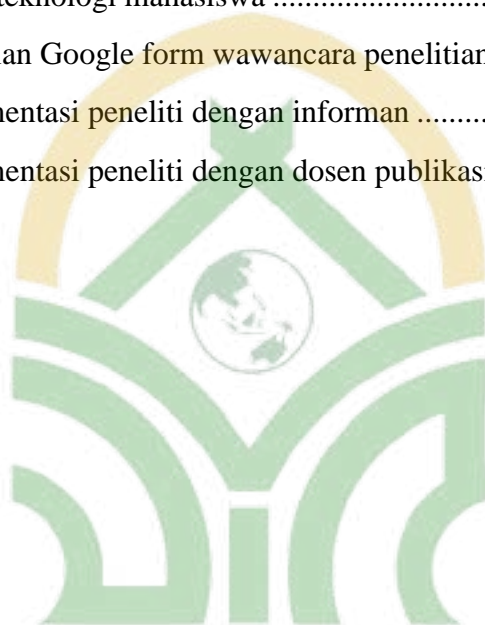 teknologi mahasiswa ..............................
an Google form wawancara penelitian
entasi peneliti dengan informan .........
entasi peneliti dengan dosen publikasi